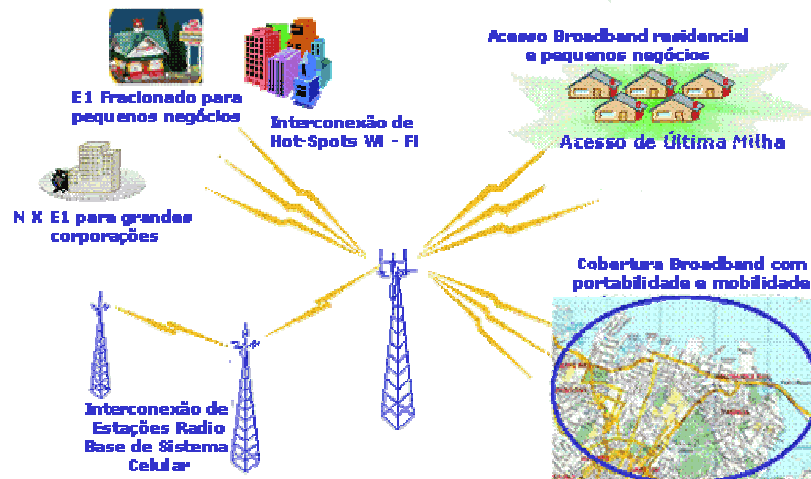 E1 Fracionado para
pequenos negócios
Interconexão de
Hot-Spots WI - FI
Acesso Broadband residencial
e pequenos negócios
Acesso de Última Milha
N X E1 para grandes
corporações
Cobertura Broadband com
portabilidade e mobilidade
Interconexão de
Estações Radio
Base de Sistema
Celular